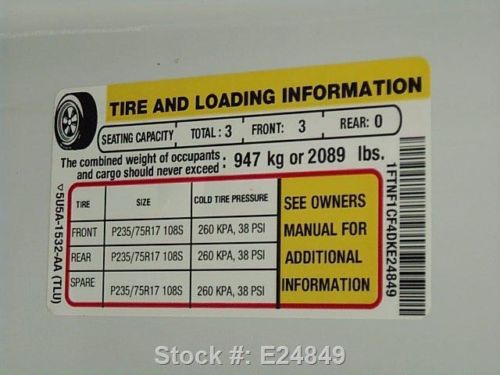 TIRE AND LOADING INFORMATION
SEATING CAPACITY TOTAL : 3 FRONT: 3 REAR: 0
The combined weight of occupants
and cargo should never exceed : 947 kg or 2089 lbs.
TIRE SIZE COLD TIRE PRESSURE
FRONT P235/75R17 108S 260 KPA, 38 PSI
REAR P235/75R17 108S 260 KPA, 38 PSI
SPARE P235/75R17 108S 260 KPA, 38 PSI
SEE OWNERS
MANUAL FOR
ADDITIONAL
INFORMATION
▽5U5A-1532-AA (TLU)
1FTNF1CF4DKE24849
Stock #: E24849